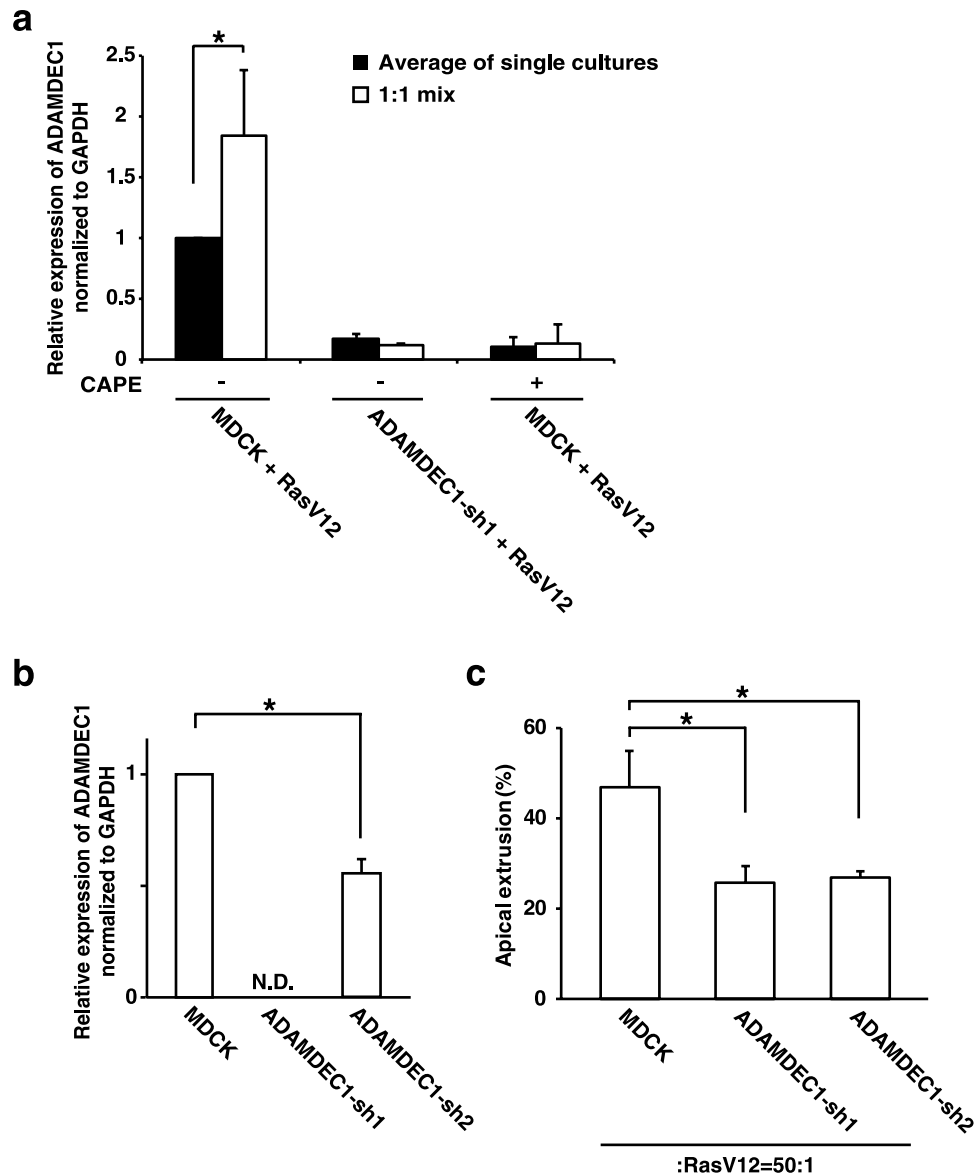 a
Relative expression of ADAMDEC1
normalized to GAPDH
2.5
2
1.5
1
0.5
0
*
Average of single cultures
1:1 mix
CAPE - - +
MDCK + RasV12
ADAMDEC1-sh1 + RasV12
MDCK + RasV12
b
Relative expression of ADAMDEC1
normalized to GAPDH
1
0
*
N.D.
MDCK
ADAMDEC1-sh1
ADAMDEC1-sh2
c
Apical extrusion (%)
60
40
20
0
*
*
MDCK
ADAMDEC1-sh1
ADAMDEC1-sh2
:RasV12=50:1